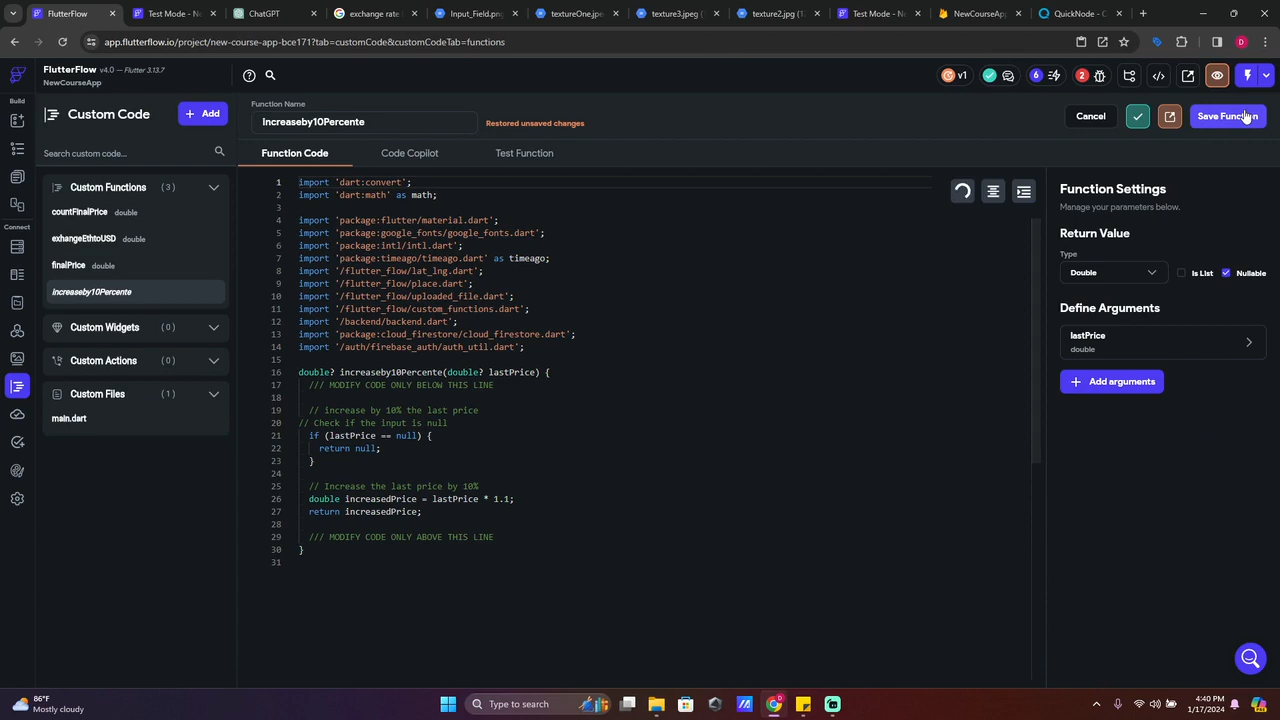 FlutterFlow
Test Mode - New
ChatGPT
exchange rate
Input_Field.png
textureOne.jpe
texture3.jpeg (
texture2.jpg (1
Test Mode - Ne
NewCourseApp
QuickNode - C
app.flutterflow.io/project/new-course-app-bce171?tab=customCode&customCodeTab=functions
FlutterFlow v4.0 — Flutter 3.13.7
NewCourseApp
v1
6
2
Build
Connect
Custom Code
+ Add
Search custom code...
Custom Functions (3)
countFinalPrice double
exhangeEthtoUSD double
finalPrice double
increaseby10Percente
Custom Widgets (0)
Custom Actions (0)
Custom Files (1)
main.dart
Function Name
Increaseby10Percente
Restored unsaved changes
Cancel
Save Function
Function Code
Code Copilot
Test Function
1 import 'dart:convert';
2 import 'dart:math' as math;
3
4 import 'package:flutter/material.dart';
5 import 'package:google_fonts/google_fonts.dart';
6 import 'package:intl/intl.dart';
7 import 'package:timeago/timeago.dart' as timeago;
8 import '/flutter_flow/lat_lng.dart';
9 import '/flutter_flow/place.dart';
10 import '/flutter_flow/uploaded_file.dart';
11 import '/flutter_flow/custom_functions.dart';
12 import '/backend/backend.dart';
13 import 'package:cloud_firestore/cloud_firestore.dart';
14 import '/auth/firebase_auth/auth_util.dart';
15
16 double? increaseby10Percente(double? lastPrice) {
17 /// MODIFY CODE ONLY BELOW THIS LINE
18
19 // increase by 10% the last price
20 // Check if the input is null
21 if (lastPrice == null) {
22 return null;
23 }
24
25 // Increase the last price by 10%
26 double increasedPrice = lastPrice * 1.1;
27 return increasedPrice;
28
29 /// MODIFY CODE ONLY ABOVE THIS LINE
30 }
31
Function Settings
Manage your parameters below.
Return Value
Type
Double
Is List
Nullable
Define Arguments
lastPrice
double
+ Add arguments
86°F
Mostly cloudy
Type to search
4:40 PM
1/17/2024